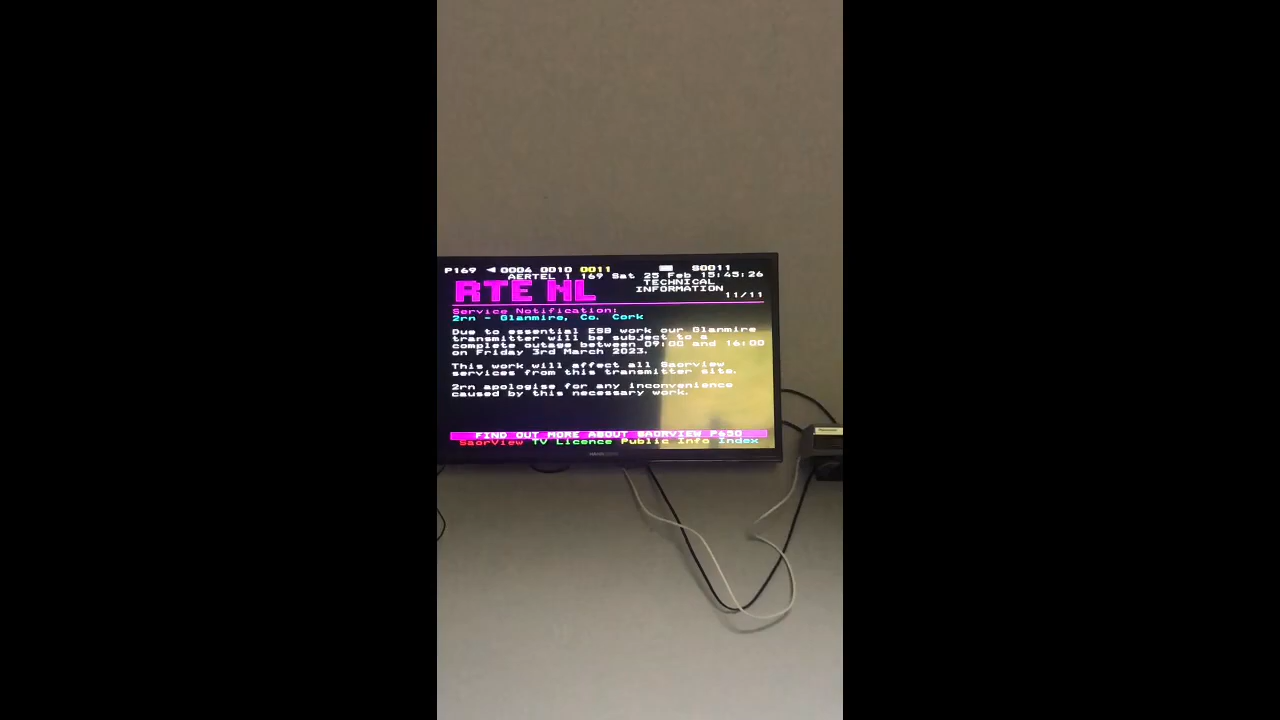 P169 ◄ 0004 0010 0011 S0011
AERTEL 1 169 Sat 25 Feb 15:45:26
RTE NL
TECHNICAL
INFORMATION
11/11
Service Notification:
2rn - Glanmire, Co. Cork
Due to essential ESB work our Glanmire
transmitter will be subject to a
complete outage between 09:00 and 16:00
on Friday 3rd March 2023.
This work will affect all Saorview
services from this transmitter site.
2rn apologise for any inconvenience
caused by this necessary work.
FIND OUT MORE ABOUT SAORVIEW P630
SaorView TV Licence Public Info Index